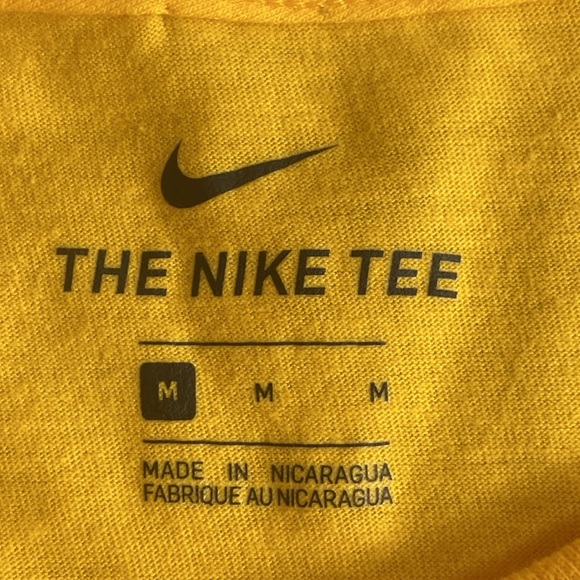 THE NIKE TEE
M M M
MADE IN NICARAGUA
FABRIQUE AU NICARAGUA